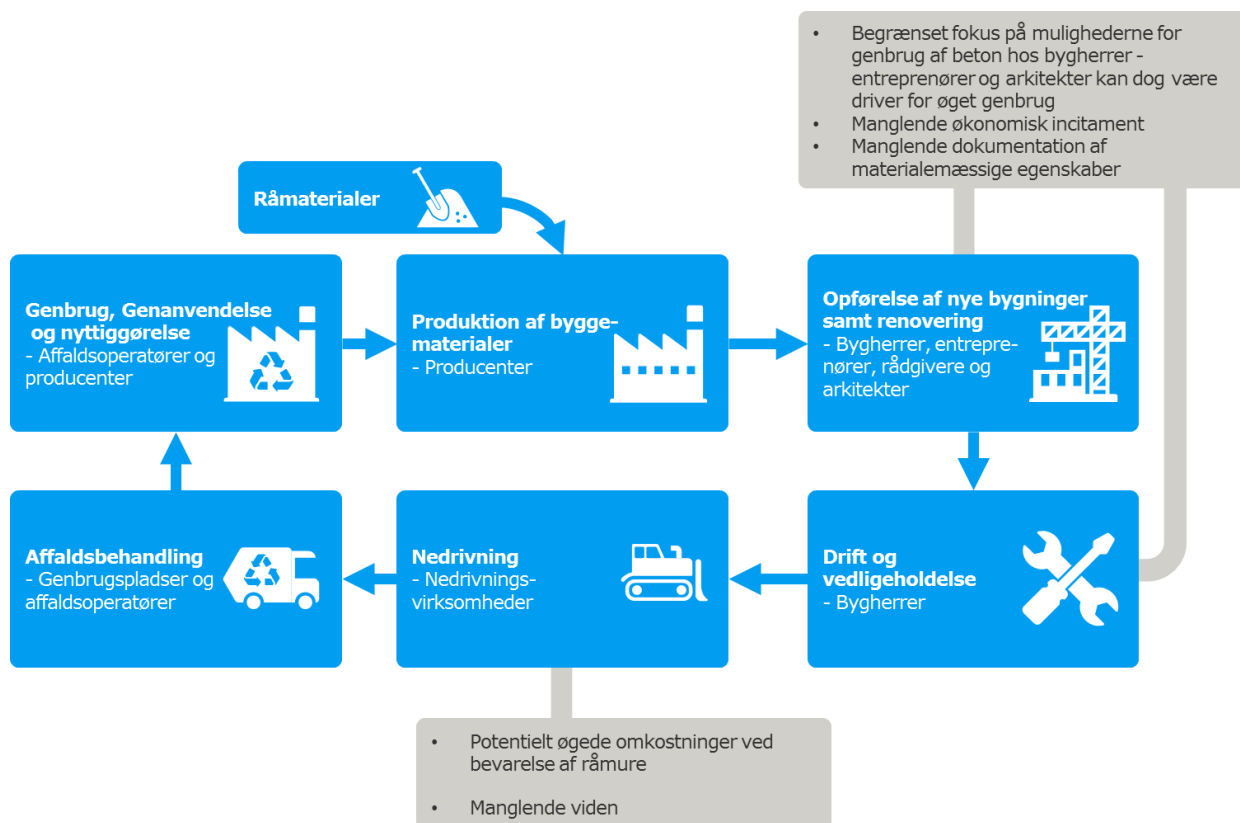 • Begrænset fokus på mulighederne for
genbrug af beton hos bygherrer -
entreprenører og arkitekter kan dog være
driver for øget genbrug
• Manglende økonomisk incitament
• Manglende dokumentation af
materialemæssige egenskaber
Råmaterialer
Genbrug, Genanvendelse
og nyttiggørelse
- Affaldsoperatører og
producenter
Produktion af bygge-
materialer
- Producenter
Opførelse af nye bygninger
samt renovering
- Bygherrer, entrepre-
nører, rådgivere og
arkitekter
Affaldsbehandling
- Genbrugspladser og
affaldsoperatører
Nedrivning
- Nedrivnings-
virksomheder
Drift og
vedligeholdelse
- Bygherrer
• Potentielt øgede omkostninger ved
bevarelse af råmure
• Manglende viden